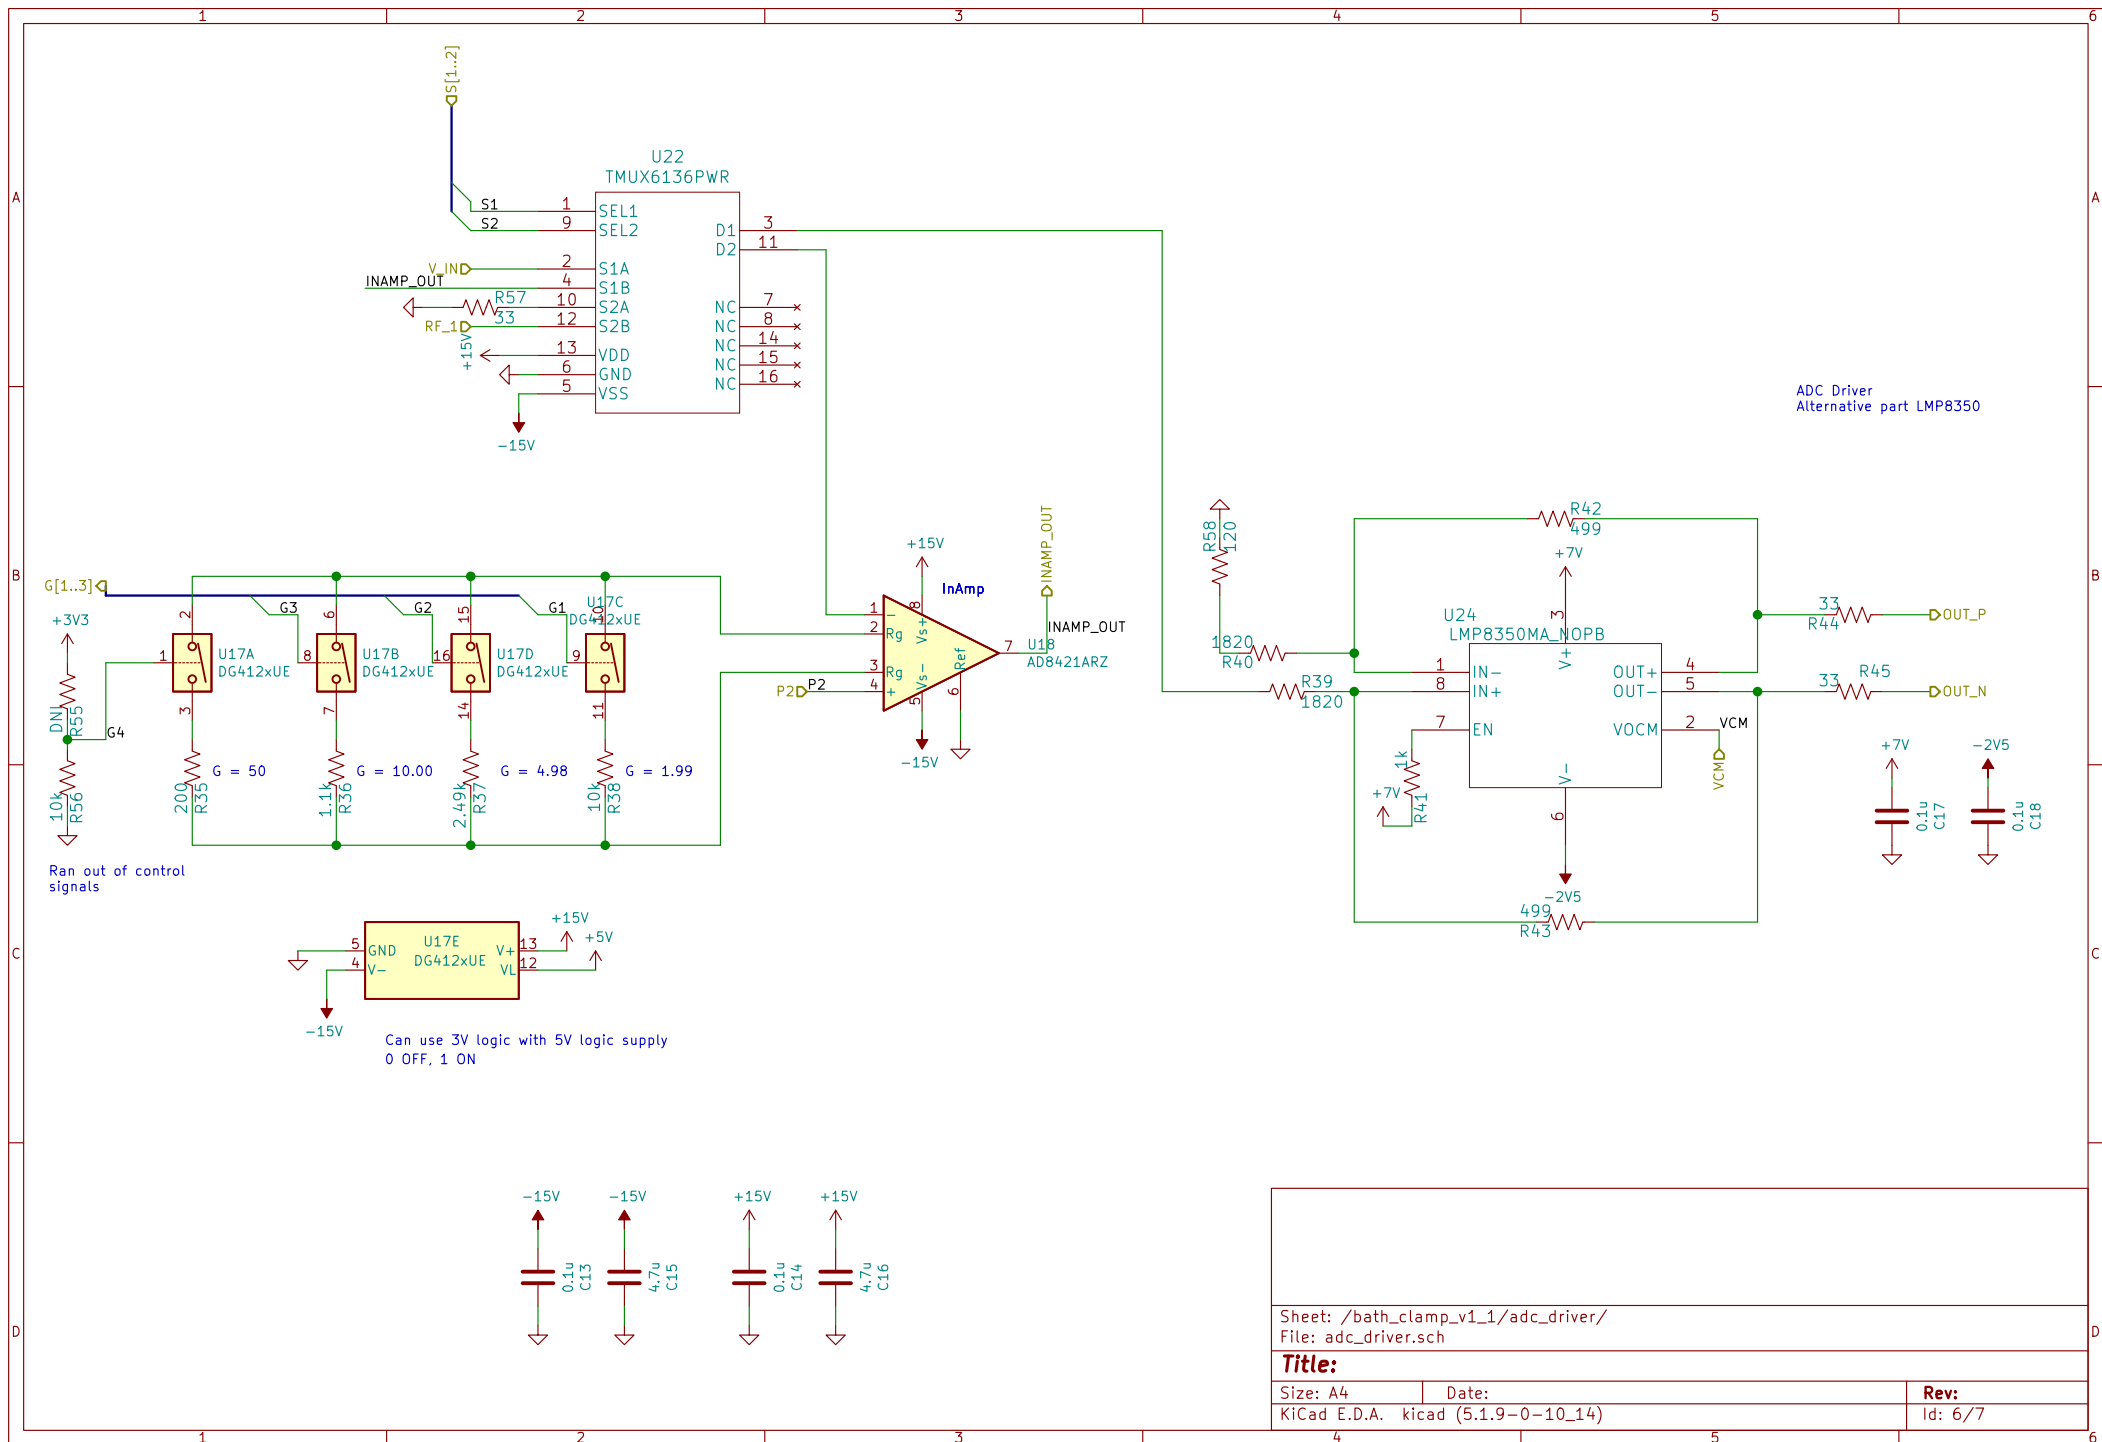 1 2 3 4 5 6
S[1..2]
U22
TMUX6136PWR
A
A
S1 1 SEL1
S2 9 SEL2
D1 3
D2 11
V_IN 2 S1A
INAMP_OUT 4 S1B
R57 10 S2A
33
RF_1 12 S2B
+15V 13 VDD
6 GND
5 VSS
-15V
NC 7
NC 8
NC 14
NC 15
NC 16
ADC Driver
Alternative part LMP8350
B
B
G[1..3]
+3V3
DNI
R55
G4
10k
R56
Ran out of control
signals
2
1
3
U17A
DG412xUE
200
R35
G = 50
G3
6
8
7
U17B
DG412xUE
1.1k
R36
G = 10.00
G2
15
16
14
U17D
DG412xUE
2.49k
R37
G = 4.98
G1
U17C
DG412xUE
10
9
11
10k
R38
G = 1.99
+15V
InAmp
INAMP_OUT
1 -
2 Rg
3 Rg
4 +
P2 P2
8 Vs+
5 Vs-
Ref 6
7
INAMP_OUT
U18
AD8421ARZ
-15V
R58
120
1820
R40
R39
1820
R42
499
+7V
U24
LMP8350MA_NOPB
3 V+
1 IN-
8 IN+
7 EN
OUT+ 4
OUT- 5
VOCM 2
VCM
VCM
V- 6
-2V5
1k
R41
+7V
499
R43
33
R44
OUT_P
33
R45
OUT_N
+7V
0.1u
C17
-2V5
0.1u
C18
C
C
U17E
DG412xUE
5 GND
4 V-
V+ 13
VL 12
+15V
+5V
-15V
Can use 3V logic with 5V logic supply
0 OFF, 1 ON
-15V
0.1u
C13
-15V
4.7u
C15
+15V
0.1u
C14
+15V
4.7u
C16
D
D
Sheet: /bath_clamp_v1_1/adc_driver/
File: adc_driver.sch
Title:
Size: A4 Date: Rev:
KiCad E.D.A. kicad (5.1.9-0-10_14) Id: 6/7
1 2 3 4 5 6